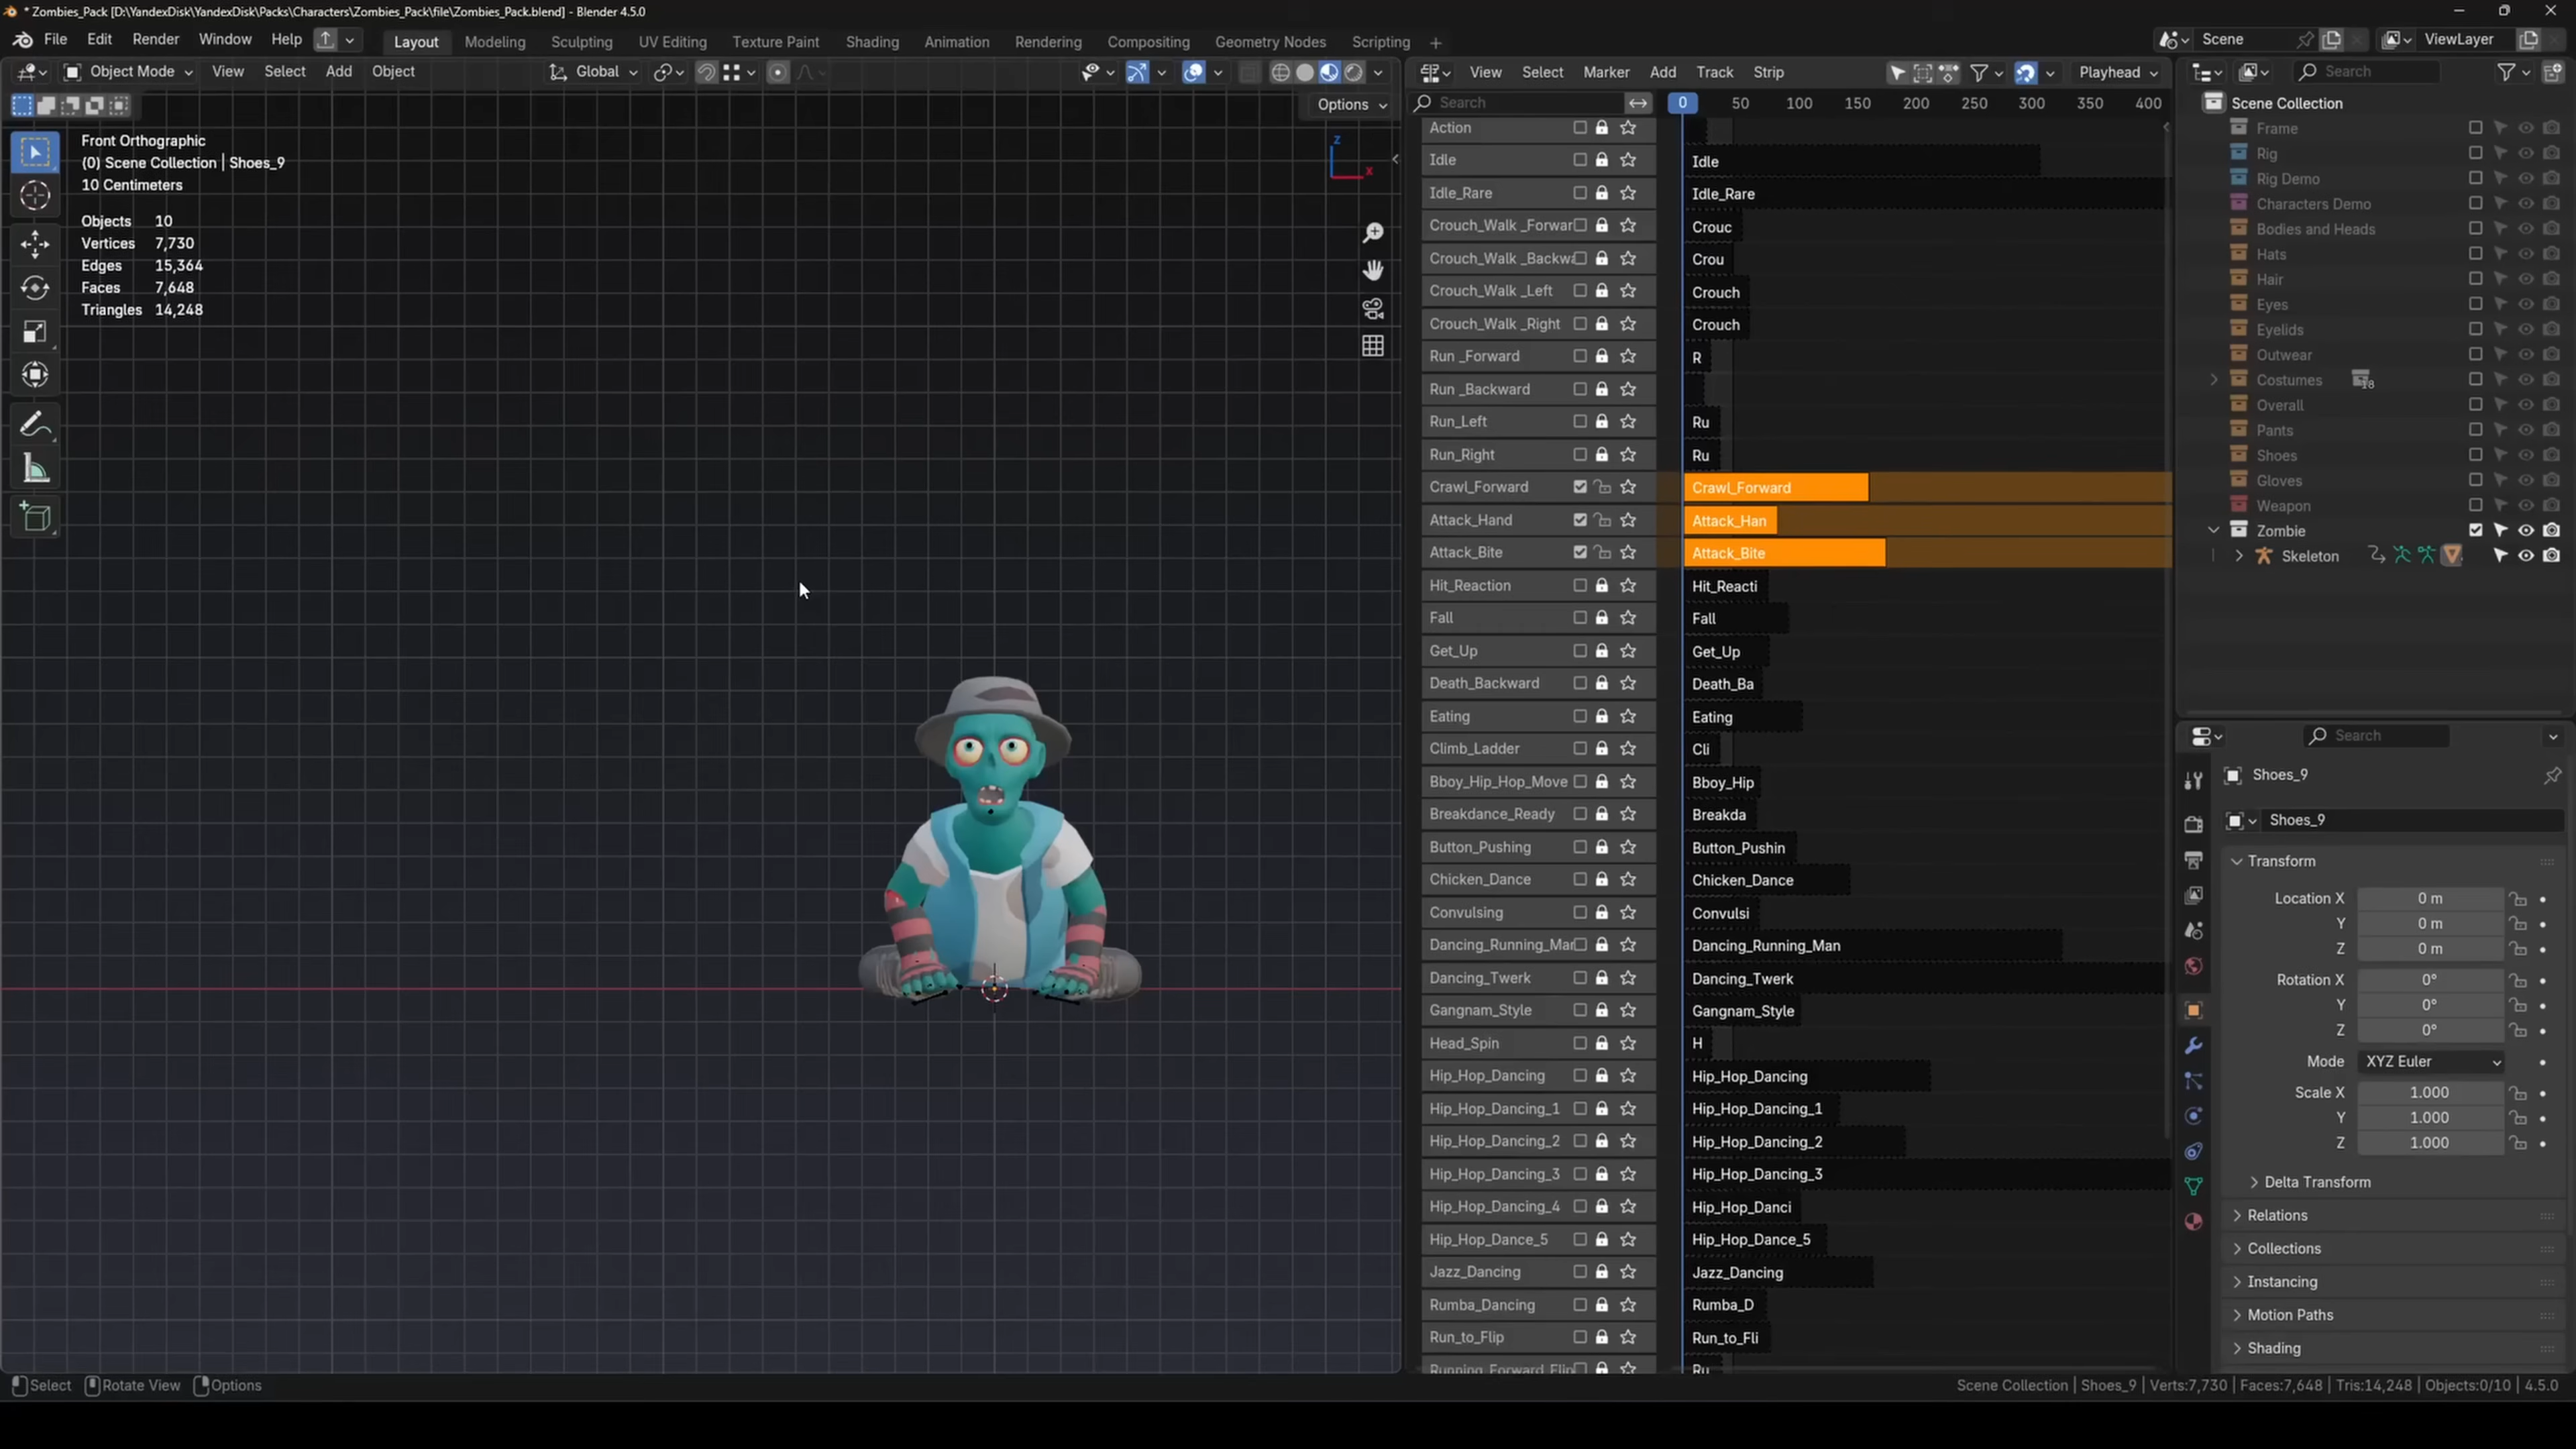 * Zombies_Pack [D:\YandexDisk\YandexDisk\Packs\Characters\Zombies_Pack\file\Zombies_Pack.blend] - Blender 4.5.0
File Edit Render Window Help
Layout Modeling Sculpting UV Editing Texture Paint Shading Animation Rendering Compositing Geometry Nodes Scripting +
Scene
ViewLayer
Object Mode View Select Add Object
Global
Options
Front Orthographic
(0) Scene Collection | Shoes_9
10 Centimeters
Objects 10
Vertices 7,730
Edges 15,364
Faces 7,648
Triangles 14,248
Z
X
View Select Marker Add Track Strip
Playhead
Search
0 50 100 150 200 250 300 350 400
Action
Idle Idle
Idle_Rare Idle_Rare
Crouch_Walk _Forwar Crouc
Crouch_Walk _Backwa Crou
Crouch_Walk _Left Crouch
Crouch_Walk _Right Crouch
Run _Forward R
Run _Backward
Run_Left Ru
Run_Right Ru
Crawl_Forward Crawl_Forward
Attack_Hand Attack_Han
Attack_Bite Attack_Bite
Hit_Reaction Hit_Reacti
Fall Fall
Get_Up Get_Up
Death_Backward Death_Ba
Eating Eating
Climb_Ladder Cli
Bboy_Hip_Hop_Move Bboy_Hip
Breakdance_Ready Breakda
Button_Pushing Button_Pushin
Chicken_Dance Chicken_Dance
Convulsing Convulsi
Dancing_Running_Mar Dancing_Running_Man
Dancing_Twerk Dancing_Twerk
Gangnam_Style Gangnam_Style
Head_Spin H
Hip_Hop_Dancing Hip_Hop_Dancing
Hip_Hop_Dancing_1 Hip_Hop_Dancing_1
Hip_Hop_Dancing_2 Hip_Hop_Dancing_2
Hip_Hop_Dancing_3 Hip_Hop_Dancing_3
Hip_Hop_Dancing_4 Hip_Hop_Danci
Hip_Hop_Dance_5 Hip_Hop_Dance_5
Jazz_Dancing Jazz_Dancing
Rumba_Dancing Rumba_D
Run_to_Flip Run_to_Fli
Running_Forward_Flip Ru
Search
Scene Collection
Frame
Rig
Rig Demo
Characters Demo
Bodies and Heads
Hats
Hair
Eyes
Eyelids
Outwear
Costumes 18
Overall
Pants
Shoes
Gloves
Weapon
Zombie
Skeleton
Search
Shoes_9
Shoes_9
Transform
Location X 0 m
Y 0 m
Z 0 m
Rotation X 0°
Y 0°
Z 0°
Mode XYZ Euler
Scale X 1.000
Y 1.000
Z 1.000
Delta Transform
Relations
Collections
Instancing
Motion Paths
Shading
Select Rotate View Options
Scene Collection | Shoes_9 | Verts:7,730 | Faces:7,648 | Tris:14,248 | Objects:0/10 | 4.5.0